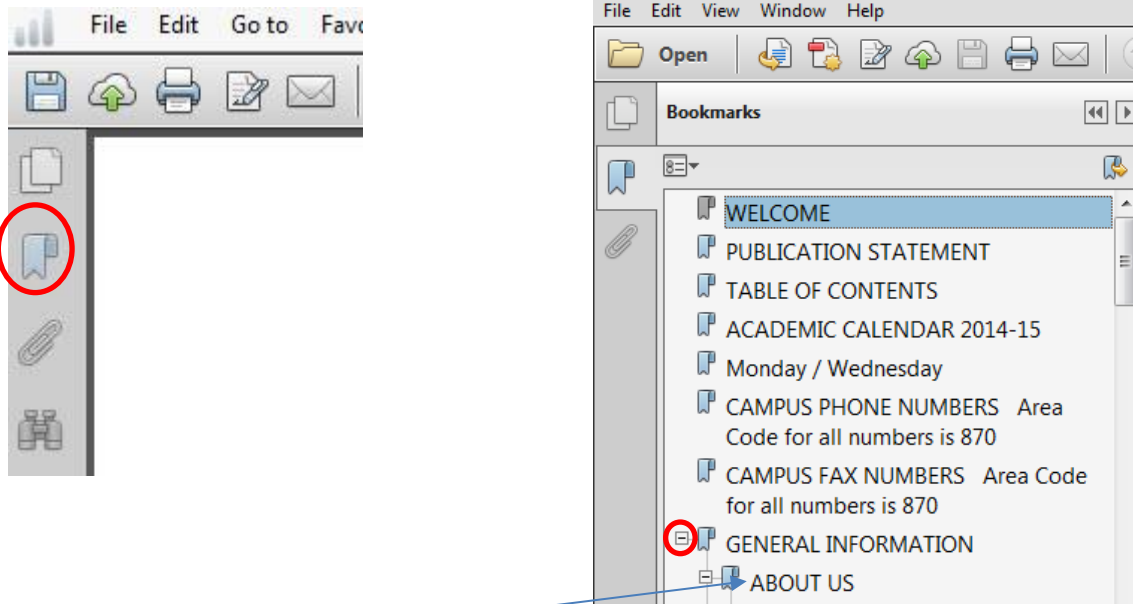 File Edit Go to Favo
File Edit View Window Help
Open
Bookmarks
WELCOME
PUBLICATION STATEMENT
TABLE OF CONTENTS
ACADEMIC CALENDAR 2014-15
Monday / Wednesday
CAMPUS PHONE NUMBERS Area
Code for all numbers is 870
CAMPUS FAX NUMBERS Area Code
for all numbers is 870
GENERAL INFORMATION
ABOUT US